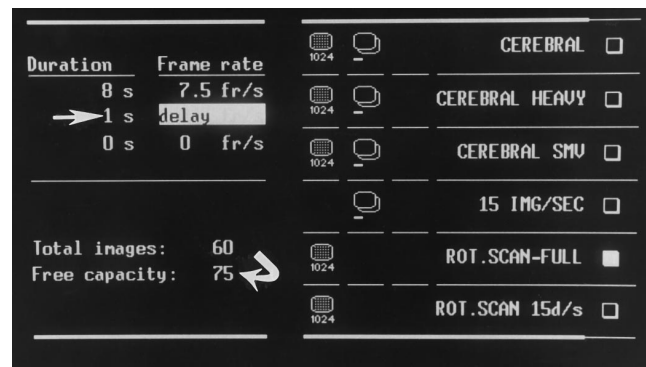 Duration Frame rate
8 s 7.5 fr/s
1 s delay
0 s 0 fr/s
Total images: 60
Free capacity: 75
1024 CEREBRAL
1024 CEREBRAL HEAVY
1024 CEREBRAL SMV
15 IMG/SEC
1024 ROT.SCAN-FULL
1024 ROT.SCAN 15d/s